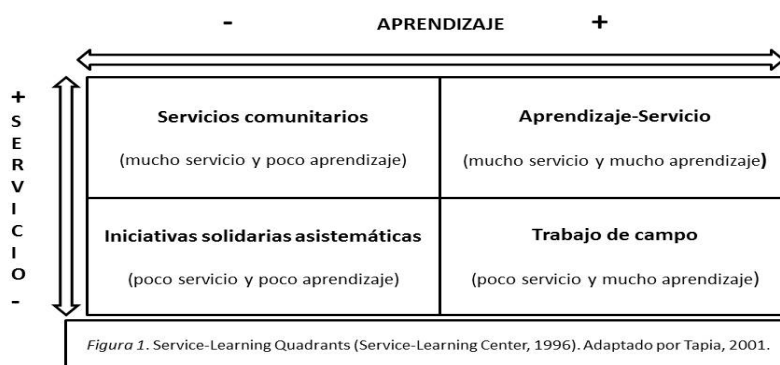 - APRENDIZAJE +
+
S
E
R
V
I
C
I
O
-
Servicios comunitarios
(mucho servicio y poco aprendizaje)
Aprendizaje-Servicio
(mucho servicio y mucho aprendizaje)
Iniciativas solidarias asistemáticas
(poco servicio y poco aprendizaje)
Trabajo de campo
(poco servicio y mucho aprendizaje)
Figura 1. Service-Learning Quadrants (Service-Learning Center, 1996). Adaptado por Tapia, 2001.